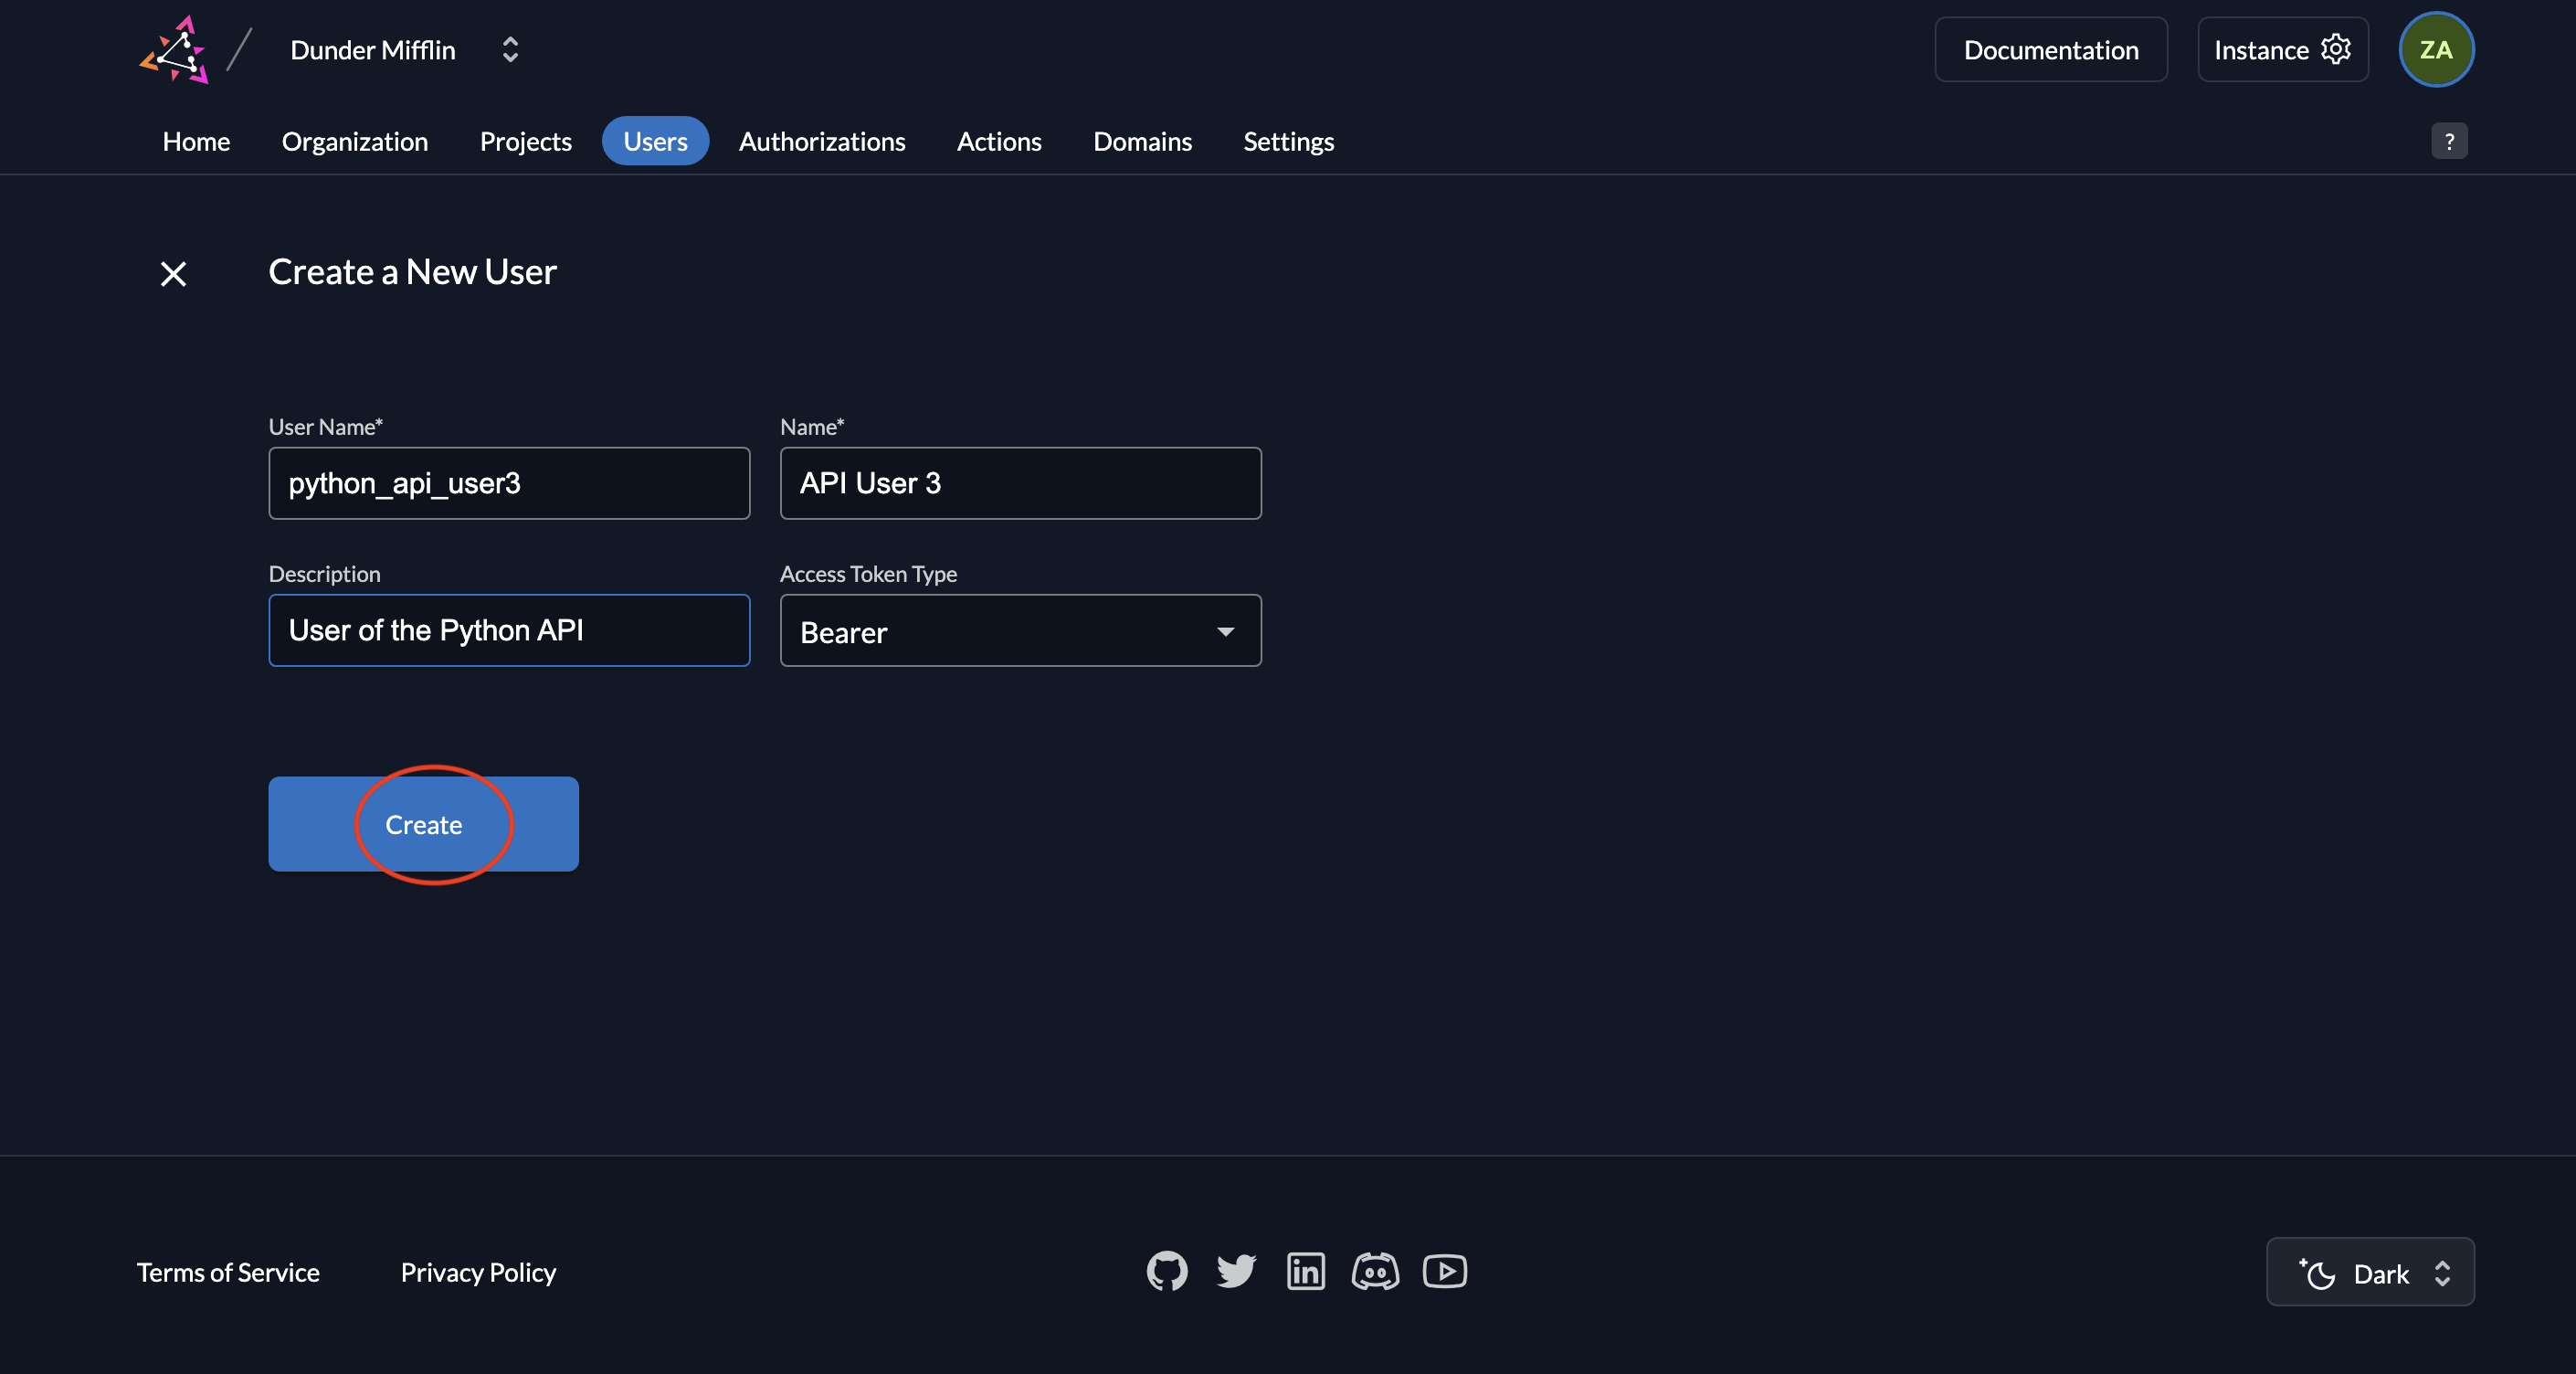 Dunder Mifflin
Documentation
Instance
ZA
Home Organization Projects Users Authorizations Actions Domains Settings
?
Create a New User
User Name* Name*
python_api_user3 API User 3
Description Access Token Type
User of the Python API Bearer
Create
Terms of Service Privacy Policy
in
Dark